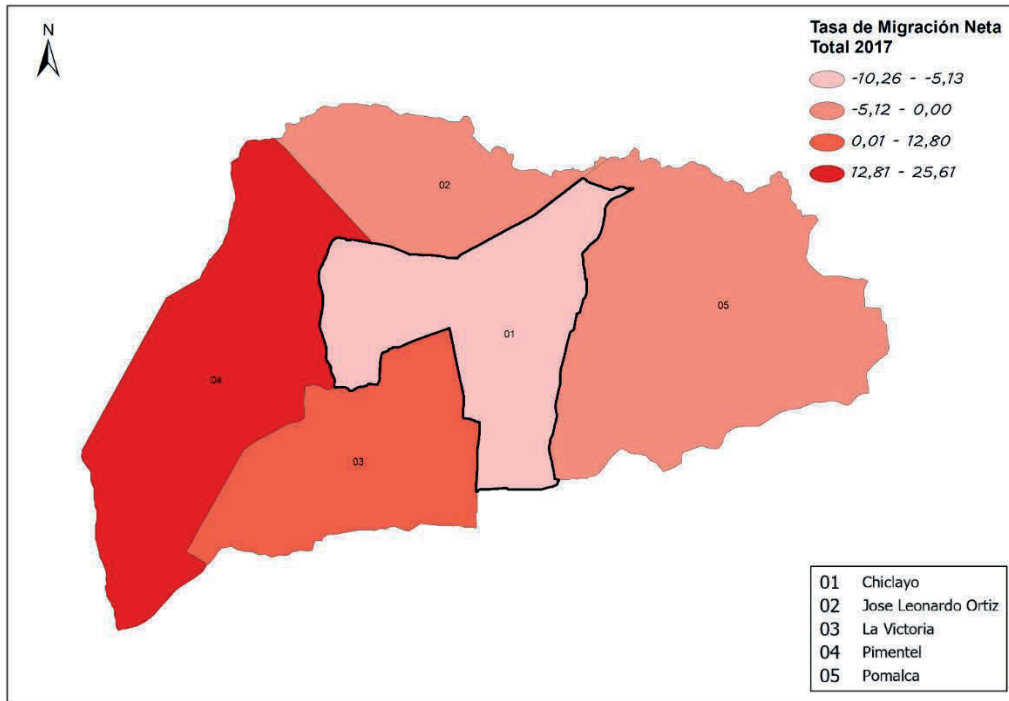 N
Tasa de Migración Neta
Total 2017
-10,26 - -5,13
-5,12 - 0,00
0,01 - 12,80
12,81 - 25,61
02
01
05
04
03
01 Chiclayo
02 Jose Leonardo Ortiz
03 La Victoria
04 Pimentel
05 Pomalca